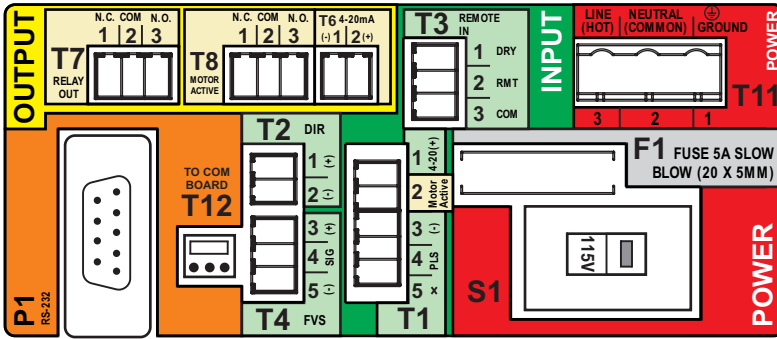 OUTPUT
N.C. COM N.O.
1 2 3
T7
RELAY
OUT
N.C. COM N.O.
1 2 3
T8
MOTOR
ACTIVE
T6 4-20mA
(-) 1 2 (+)
T3 REMOTE
IN
1 DRY
2 RMT
3 COM
INPUT
LINE
(HOT)
NEUTRAL
(COMMON)
GROUND
POWER
T11
3 2 1
P1
RS-232
TO COM
BOARD
T12
T2 DIR
1 (+)
2 (-)
3 (+)
4 SIG
5 (-)
T4 FVS
1 4-20(+)
2 Motor
Active
3 (-)
4 PLS
5 x
T1
F1 FUSE 5A SLOW
BLOW (20 X 5MM)
115V
S1
POWER